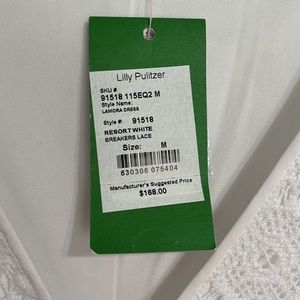 Lilly Pulitzer
SKU #
91518 115EQ2 M
Style Name:
LAMORA DRESS
Style #: 91518
RESORT WHITE
BREAKERS LACE
Size: M
630306 075404
Manufacturer's Suggested Price
$168.00